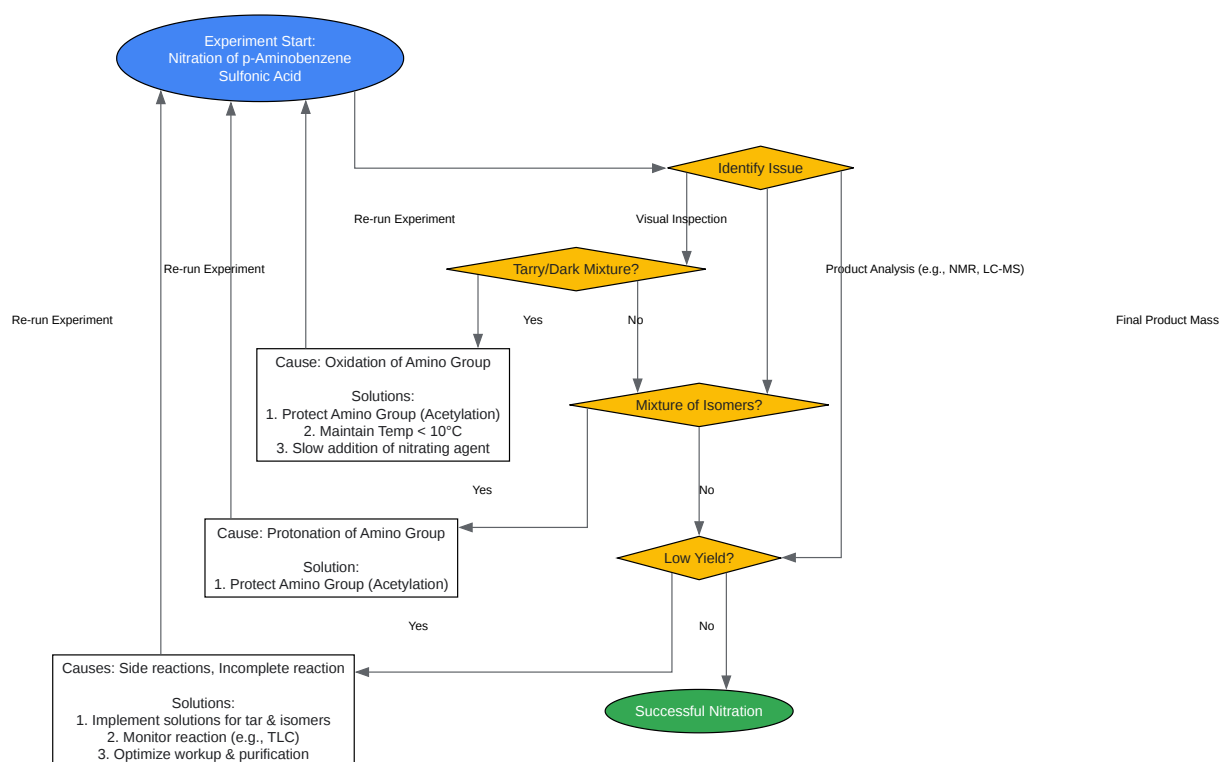 Experiment Start:
Nitration of p-Aminobenzene
Sulfonic Acid
Identify Issue
Re-run Experiment
Visual Inspection
Tarry/Dark Mixture?
Re-run Experiment
Product Analysis (e.g., NMR, LC-MS)
Re-run Experiment
Yes
No
Final Product Mass
Cause: Oxidation of Amino Group
Solutions:
1. Protect Amino Group (Acetylation)
2. Maintain Temp < 10°C
3. Slow addition of nitrating agent
Mixture of Isomers?
Yes
No
Cause: Protonation of Amino Group
Solution:
1. Protect Amino Group (Acetylation)
Low Yield?
Yes
No
Causes: Side reactions, Incomplete reaction
Solutions:
1. Implement solutions for tar & isomers
2. Monitor reaction (e.g., TLC)
3. Optimize workup & purification
Successful Nitration